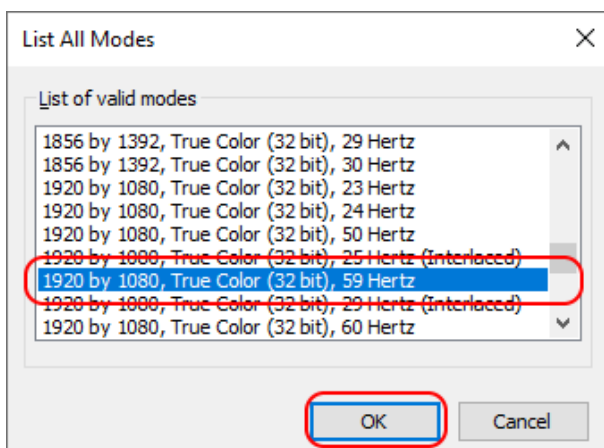 List All Modes
List of valid modes
1856 by 1392, True Color (32 bit), 29 Hertz
1856 by 1392, True Color (32 bit), 30 Hertz
1920 by 1080, True Color (32 bit), 23 Hertz
1920 by 1080, True Color (32 bit), 24 Hertz
1920 by 1080, True Color (32 bit), 50 Hertz
1920 by 1080, True Color (32 bit), 25 Hertz (Interlaced)
1920 by 1080, True Color (32 bit), 59 Hertz
1920 by 1080, True Color (32 bit), 29 Hertz (Interlaced)
1920 by 1080, True Color (32 bit), 60 Hertz
OK
Cancel